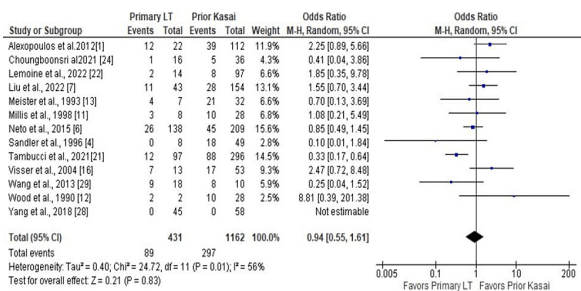 Primary LT Prior Kasai Odds Ratio Odds Ratio
Study or Subgroup Events Total Events Total Weight M-H, Random, 95% CI M-H, Random, 95% CI
Alexopoulos et al.2012[1] 12 22 39 112 11.9% 2.25 [0.89, 5.66]
Choungboonsri al2021 [24] 1 16 5 36 4.0% 0.41 [0.04, 3.86]
Lemoine et al., 2022 [22] 2 14 8 97 6.3% 1.85 [0.35, 9.78]
Liu et al., 2022 [7] 11 43 28 154 13.4% 1.55 [0.70, 3.44]
Meister et al., 1993 [13] 4 7 21 32 6.3% 0.70 [0.13, 3.69]
Millis et al., 1998 [11] 3 8 10 28 6.5% 1.08 [0.21, 5.49]
Neto et al., 2015 [6] 26 138 45 209 16.5% 0.85 [0.49, 1.45]
Sandler et al., 1996 [4] 0 8 18 49 2.7% 0.10 [0.01, 1.84]
Tambucci et al., 2021[21] 12 97 88 296 14.6% 0.33 [0.17, 0.64]
Visser et al., 2004 [16] 7 13 17 53 9.5% 2.47 [0.72, 8.48]
Wang et al., 2013 [29] 9 18 8 10 5.8% 0.25 [0.04, 1.52]
Wood et al., 1990 [12] 2 2 10 28 2.5% 8.81 [0.39, 201.38]
Yang et al., 2018 [28] 0 45 0 58 Not estimable
Total (95% CI) 431 1162 100.0% 0.94 [0.55, 1.61]
Total events 89 297
Heterogeneity: Tau² = 0.40; Chi² = 24.72, df = 11 (P = 0.01); I² = 56%
Test for overall effect: Z = 0.21 (P = 0.83)
0.005 0.1 1 10 200
Favors Primary LT Favors Prior Kasai